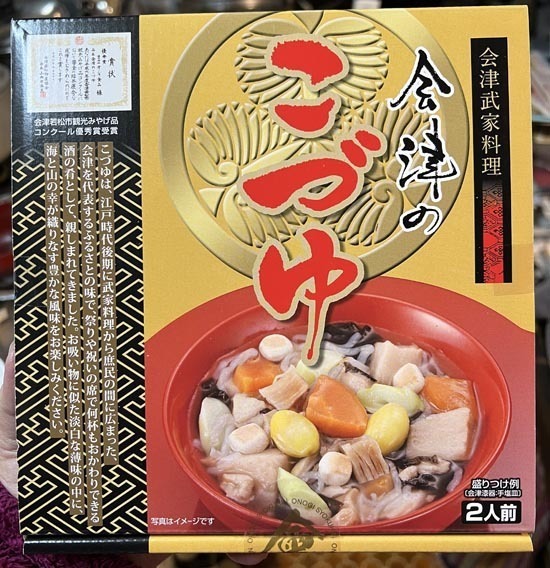 会津武家料理
会津の
こづゆ
賞状
会津若松市観光みやげ品
コンクール優秀賞受賞
こづゆは、江戸時代後期に武家料理から庶民の間に広まった、
会津を代表するふるさとの味で、祭りや祝いの席で何杯もおかわりできる
酒の肴として、親しまれてきました。お吸い物に似た淡白な薄味の中に、
海と山の幸が織りなす豊かな風味をお楽しみください。
写真はイメージです
盛りつけ例
(会津漆器:手塩皿)
2人前